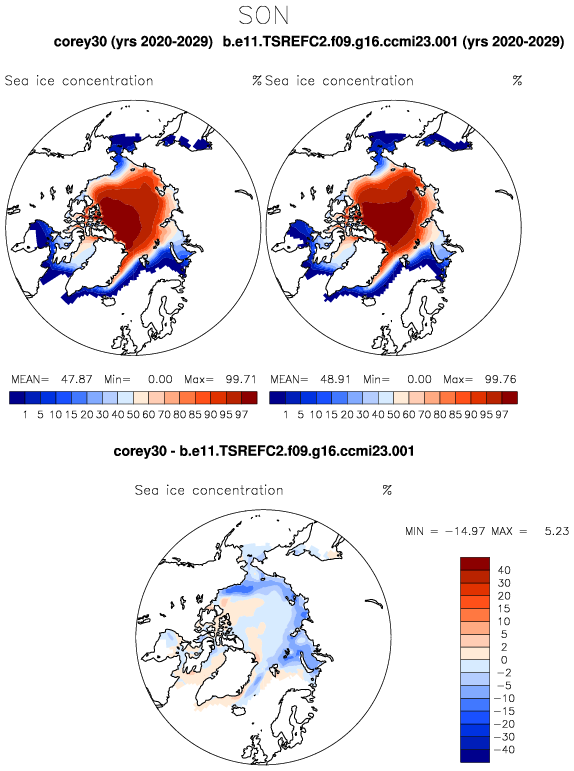 SON
corey30 (yrs 2020-2029) b.e11.TSREFC2.f09.g16.ccmi23.001 (yrs 2020-2029)
Sea ice concentration % Sea ice concentration %
MEAN= 47.87 Min= 0.00 Max= 99.71 MEAN= 48.91 Min= 0.00 Max= 99.76
1 5 10 15 20 30 40 50 60 70 80 85 90 95 97 1 5 10 15 20 30 40 50 60 70 80 85 90 95 97
corey30 - b.e11.TSREFC2.f09.g16.ccmi23.001
Sea ice concentration %
MIN = −14.97 MAX = 5.23
40
30
20
15
10
5
2
0
−2
−5
−10
−15
−20
−30
−40